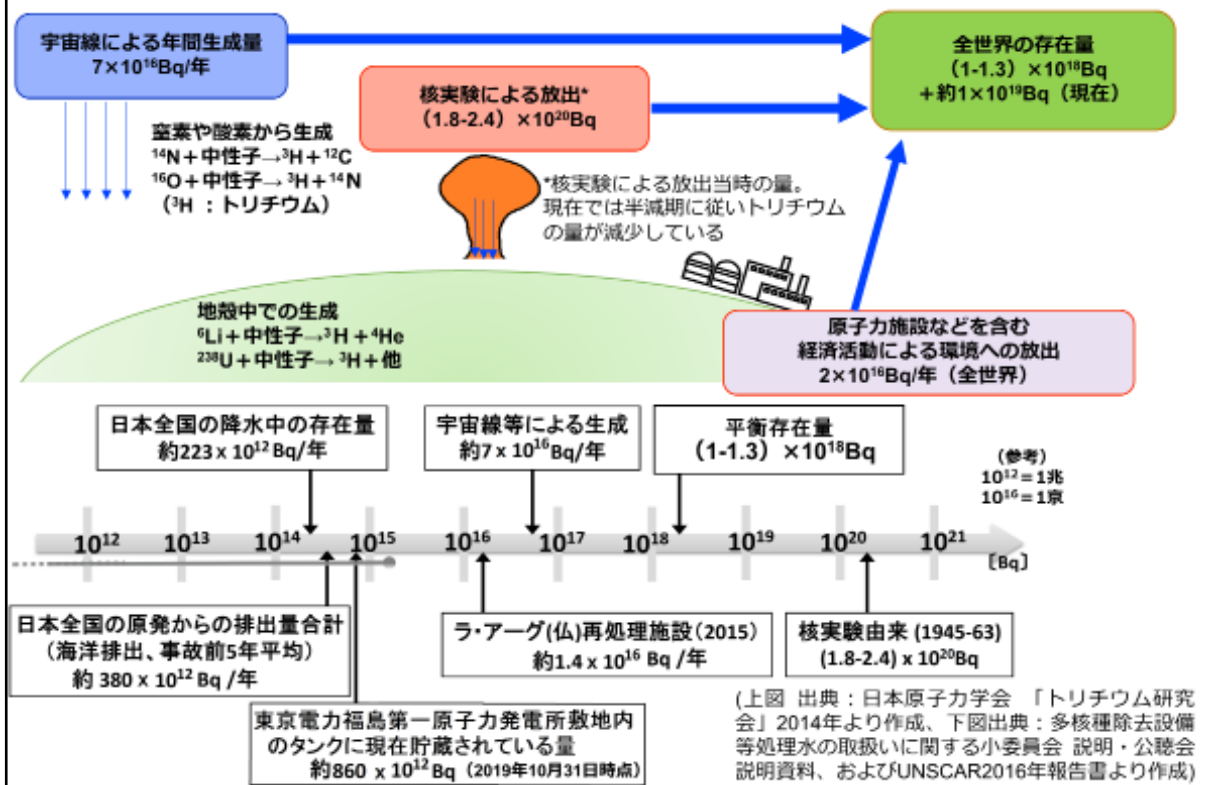 宇宙線による年間生成量
7×10¹⁶Bq/年
全世界の存在量
(1-1.3)×10¹⁸Bq
+約1×10¹⁹Bq(現在)
核実験による放出*
(1.8-2.4)×10²⁰Bq
窒素や酸素から生成
¹⁴N+中性子→³H+¹²C
¹⁶O+中性子→³H+¹⁴N
(³H :トリチウム)
*核実験による放出当時の量。
現在では半減期に従いトリチウム
の量が減少している
地殻中での生成
⁶Li+中性子→³H+⁴He
²³⁸U+中性子→ ³H+他
原子力施設などを含む
経済活動による環境への放出
2×10¹⁶Bq/年(全世界)
日本全国の降水中の存在量
約223 x 10¹² Bq/年
宇宙線等による生成
約7 x 10¹⁶Bq/年
平衡存在量
(1-1.3)×10¹⁸Bq
(参考)
10¹²=1兆
10¹⁶=1京
10¹² 10¹³ 10¹⁴ 10¹⁵ 10¹⁶ 10¹⁷ 10¹⁸ 10¹⁹ 10²⁰ 10²¹
[Bq]
日本全国の原発からの排出量合計
(海洋排出、事故前5年平均)
約 380 x 10¹² Bq /年
ラ・アーグ(仏)再処理施設(2015)
約1.4 x 10¹⁶ Bq /年
核実験由来 (1945-63)
(1.8-2.4) x 10²⁰Bq
東京電力福島第一原子力発電所敷地内
のタンクに現在貯蔵されている量
約860 x 10¹² Bq (2019年10月31日時点)
(上図 出典:日本原子力学会 「トリチウム研究
会」2014年より作成、下図出典:多核種除去設備
等処理水の取扱いに関する小委員会 説明・公聴会
説明資料、およびUNSCAR2016年報告書より作成)